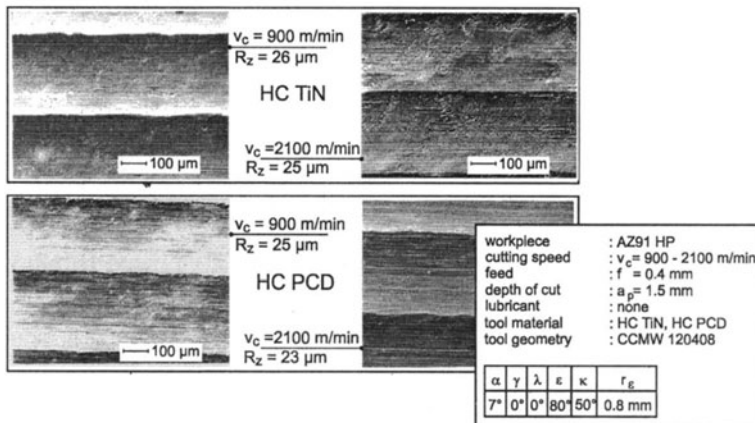 v_c = 900 m/min
R_z = 26 µm
HC TiN
v_c =2100 m/min
R_z = 25 µm
100 µm
100 µm
v_c = 900 m/min
R_z = 25 µm
HC PCD
v_c =2100 m/min
R_z = 23 µm
100 µm
workpiece : AZ91 HP
cutting speed : v_c = 900 - 2100 m/min
feed : f = 0.4 mm
depth of cut : a_p = 1.5 mm
lubricant : none
tool material : HC TiN, HC PCD
tool geometry : CCMW 120408
α γ λ ε κ r_ε
7° 0° 0° 80° 50° 0.8 mm